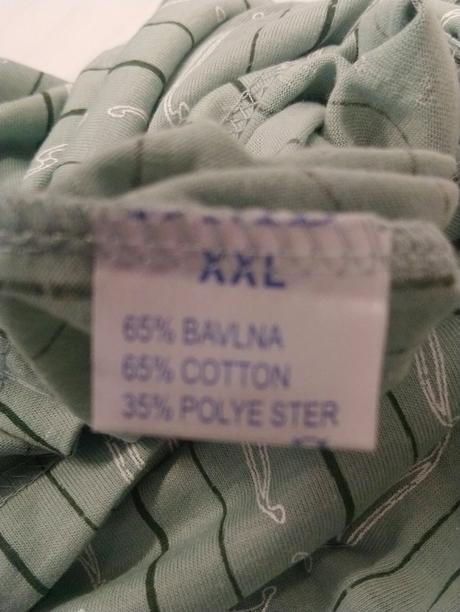 XXL
65% BAVLNA
65% COTTON
35% POLYE STER